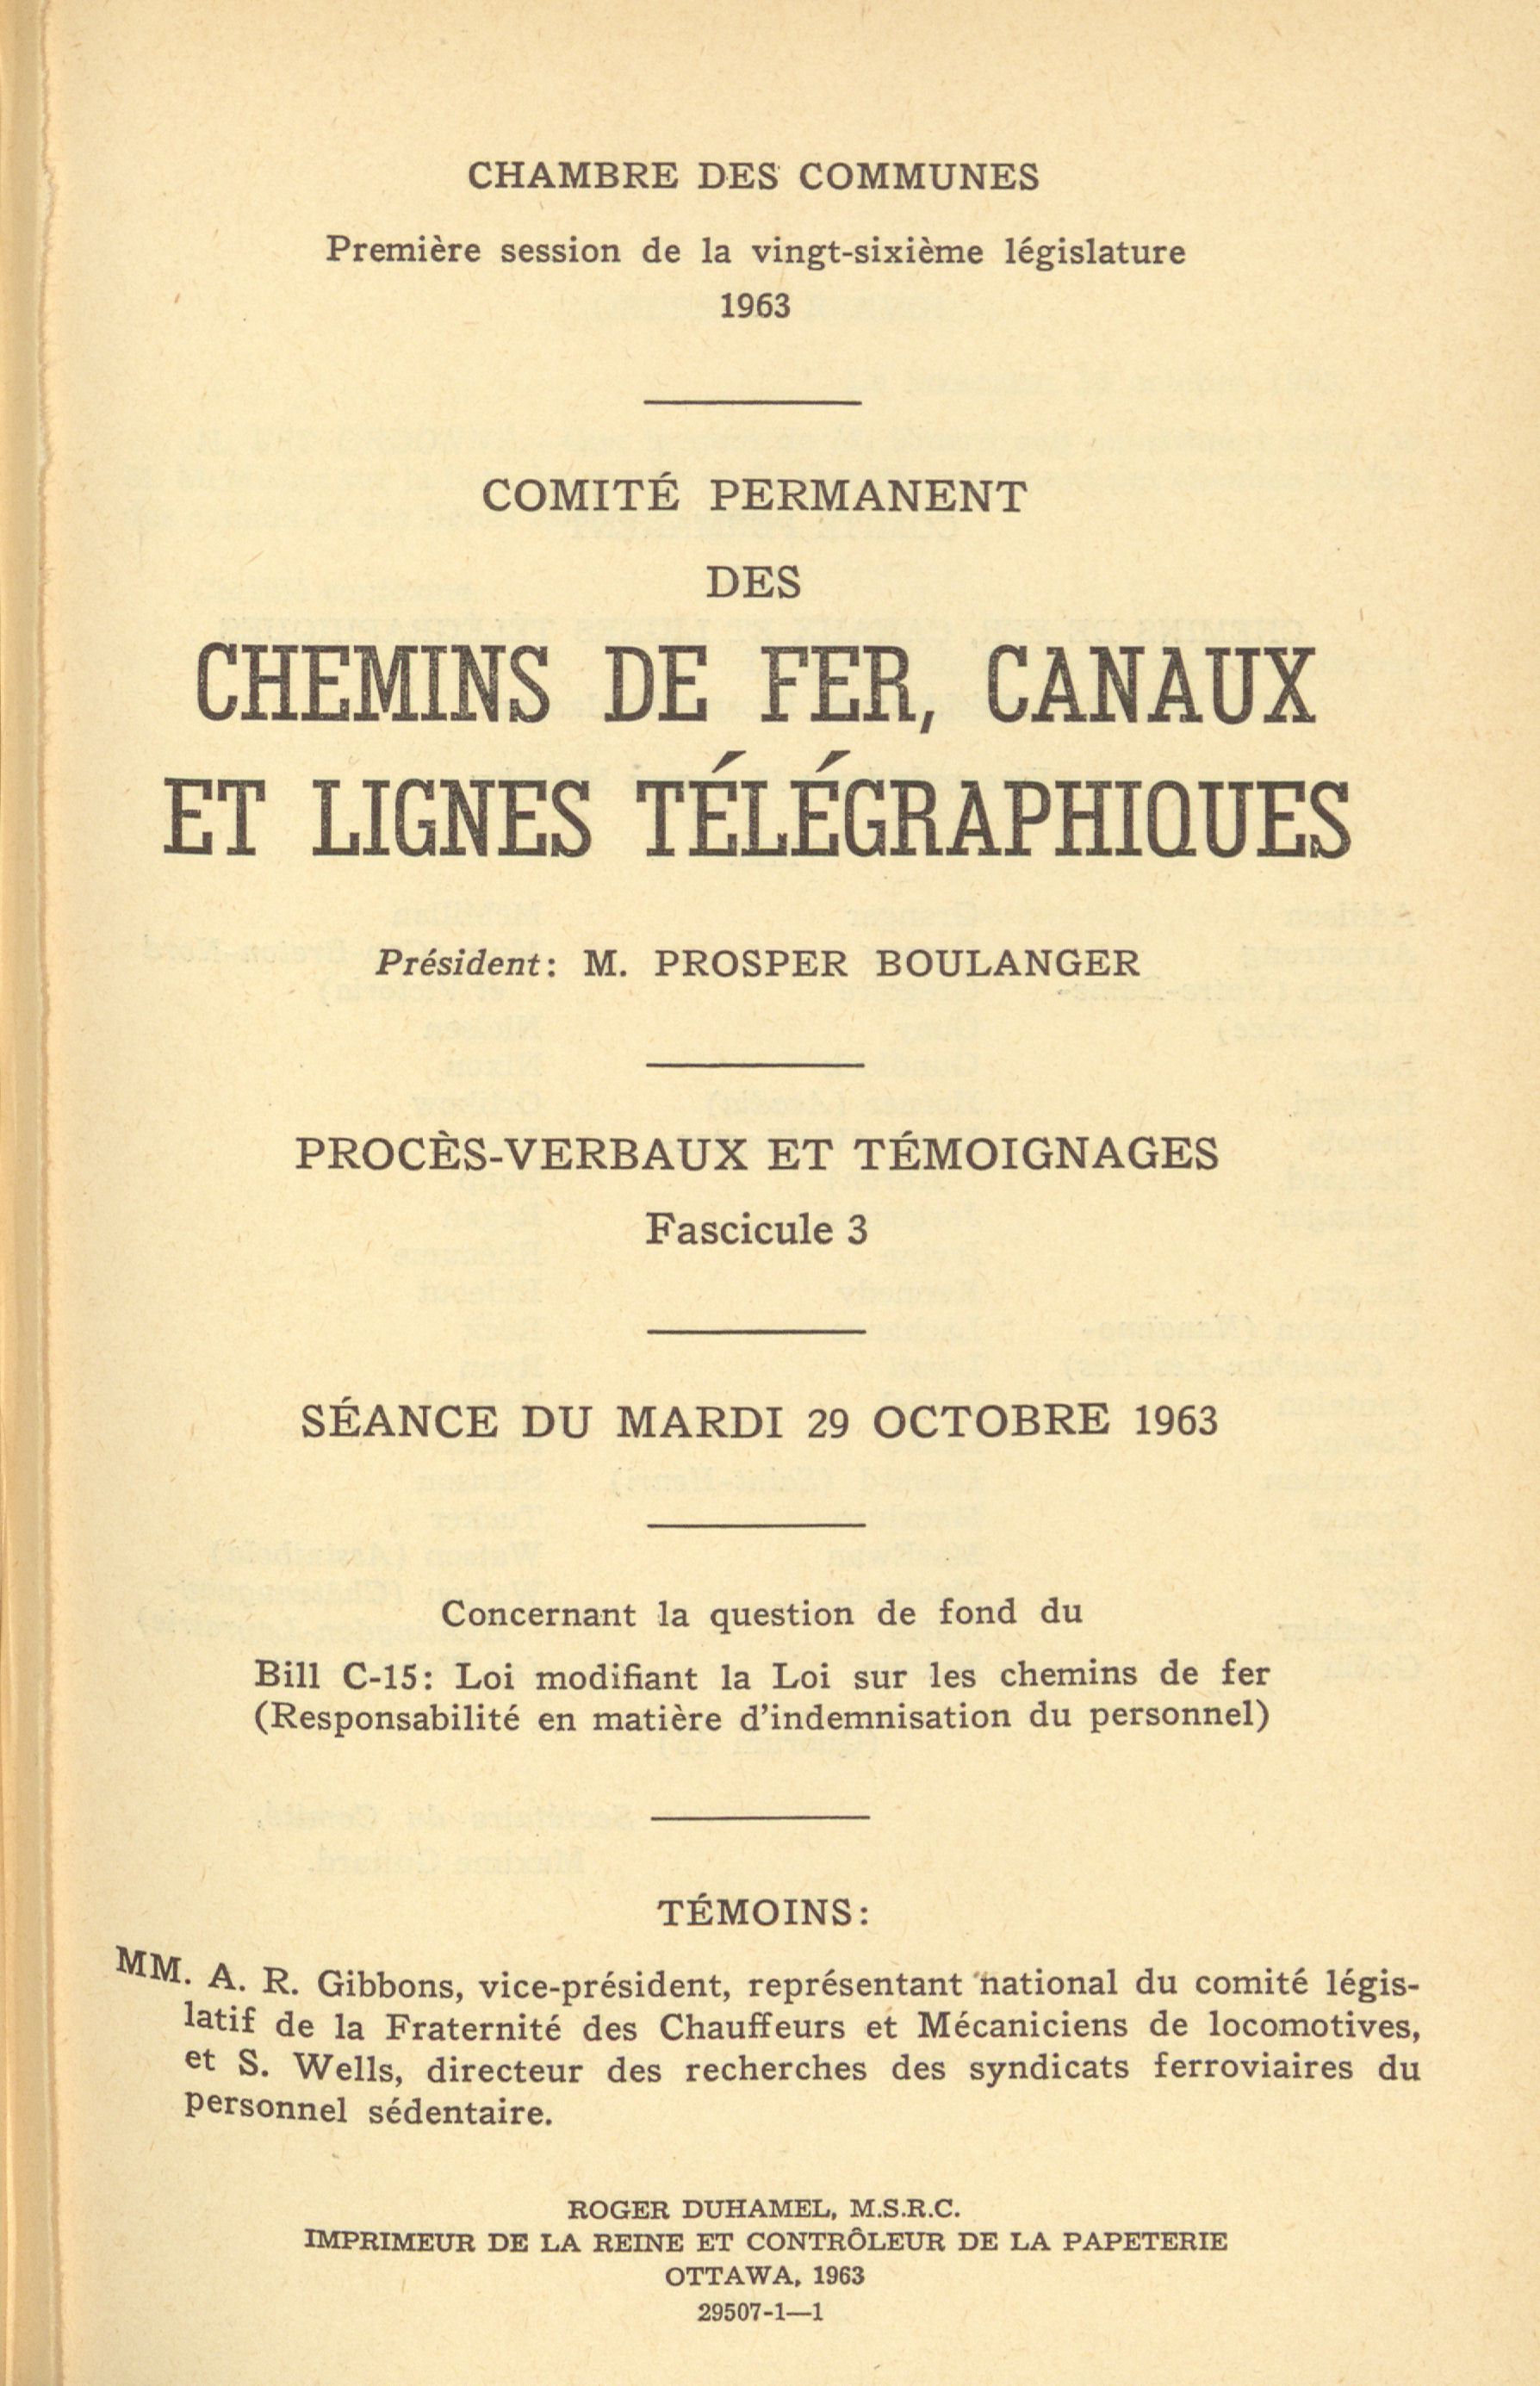 CHAMBRE DES COMMUNES
Première session de la vingt-sixième législature
1963
COMITÉ PERMANENT
DES
CHEMINS DE FER, CANAUX
ET LIGNES TÉLÉGRAPHIQUES
Président: M. PROSPER BOULANGER
PROCÈS-VERBAUX ET TÉMOIGNAGES
Fascicule 3
SÉANCE DU MARDI 29 OCTOBRE 1963
Concernant la question de fond du
Bill C-15: Loi modifiant la Loi sur les chemins de fer
(Responsabilité en matière d'indemnisation du personnel)
TÉMOINS:
MM. A. R. Gibbons, vice-président, représentant national du comité légis-
latif de la Fraternité des Chauffeurs et Mécaniciens de locomotives,
et S. Wells, directeur des recherches des syndicats ferroviaires du
personnel sédentaire.
ROGER DUHAMEL, M.S.R.C.
IMPRIMEUR DE LA REINE ET CONTRÔLEUR DE LA PAPETERIE
OTTAWA, 1963
29507-1—1